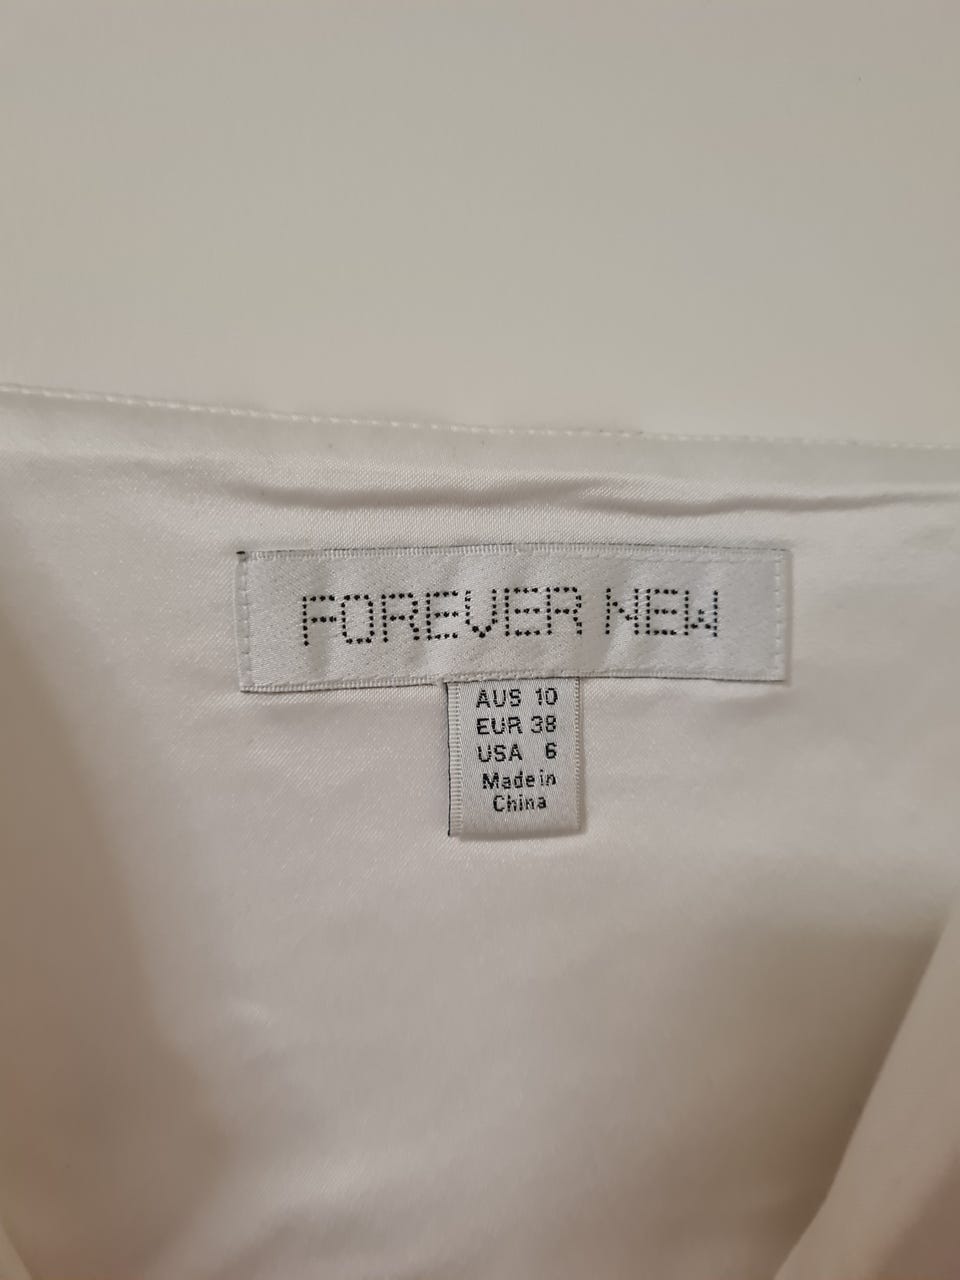 FOREVER NEW
AUS 10
EUR 38
USA 6
Made in
China